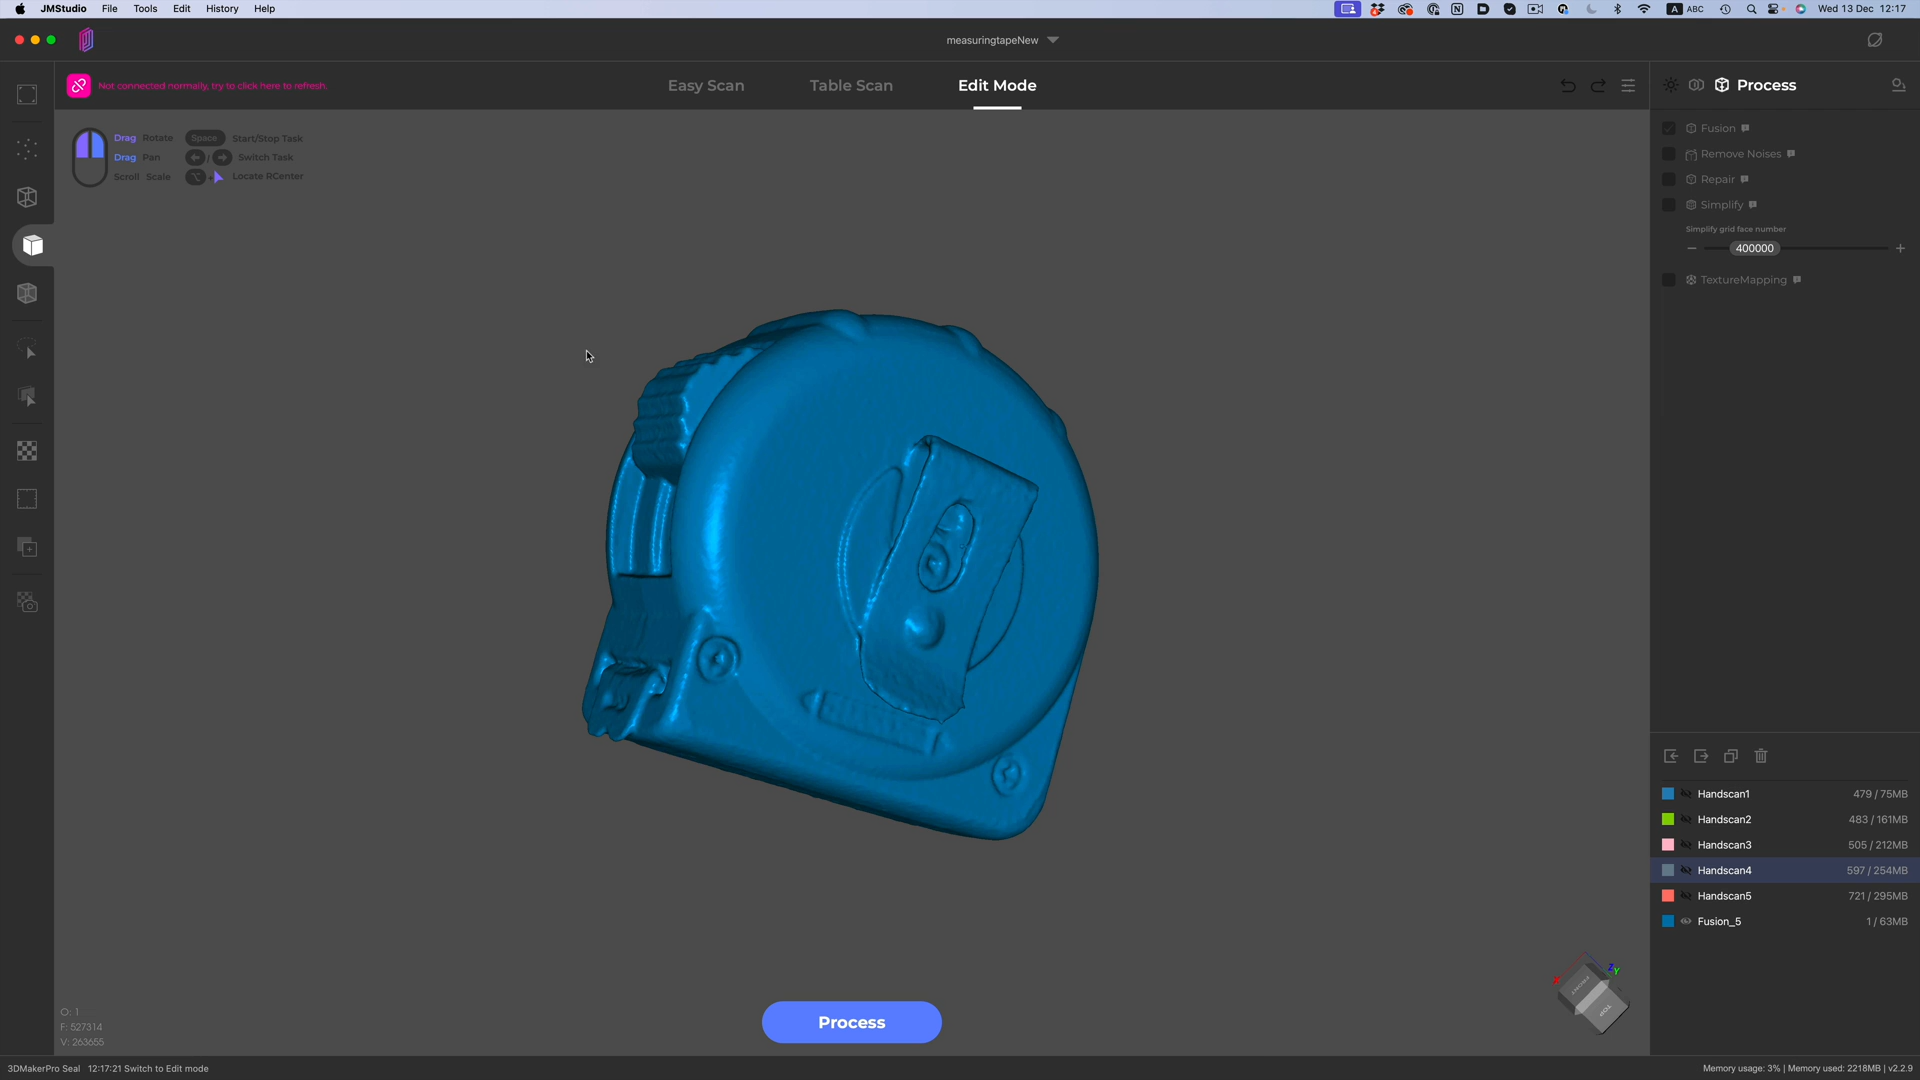 JMStudio File Tools Edit History Help
ABC Wed 13 Dec 12:17
measuringtapeNew
Not connected normally, try to click here to refresh.
Easy Scan Table Scan Edit Mode
Process
Drag Rotate Space Start/Stop Task
Drag Pan / Switch Task
Scroll Scale + Locate RCenter
Fusion
Remove Noises
Repair
Simplify
Simplify grid face number
400000
TextureMapping
Handscan1 479 / 75MB
Handscan2 483 / 161MB
Handscan3 505 / 212MB
Handscan4 597 / 254MB
Handscan5 721 / 295MB
Fusion_5 1 / 63MB
X Z Y
FRONT
TOP
O: 1
F: 527314
V: 263655
Process
3DMakerPro Seal 12:17:21 Switch to Edit mode
Memory usage: 3% | Memory used: 2218MB | v2.2.9